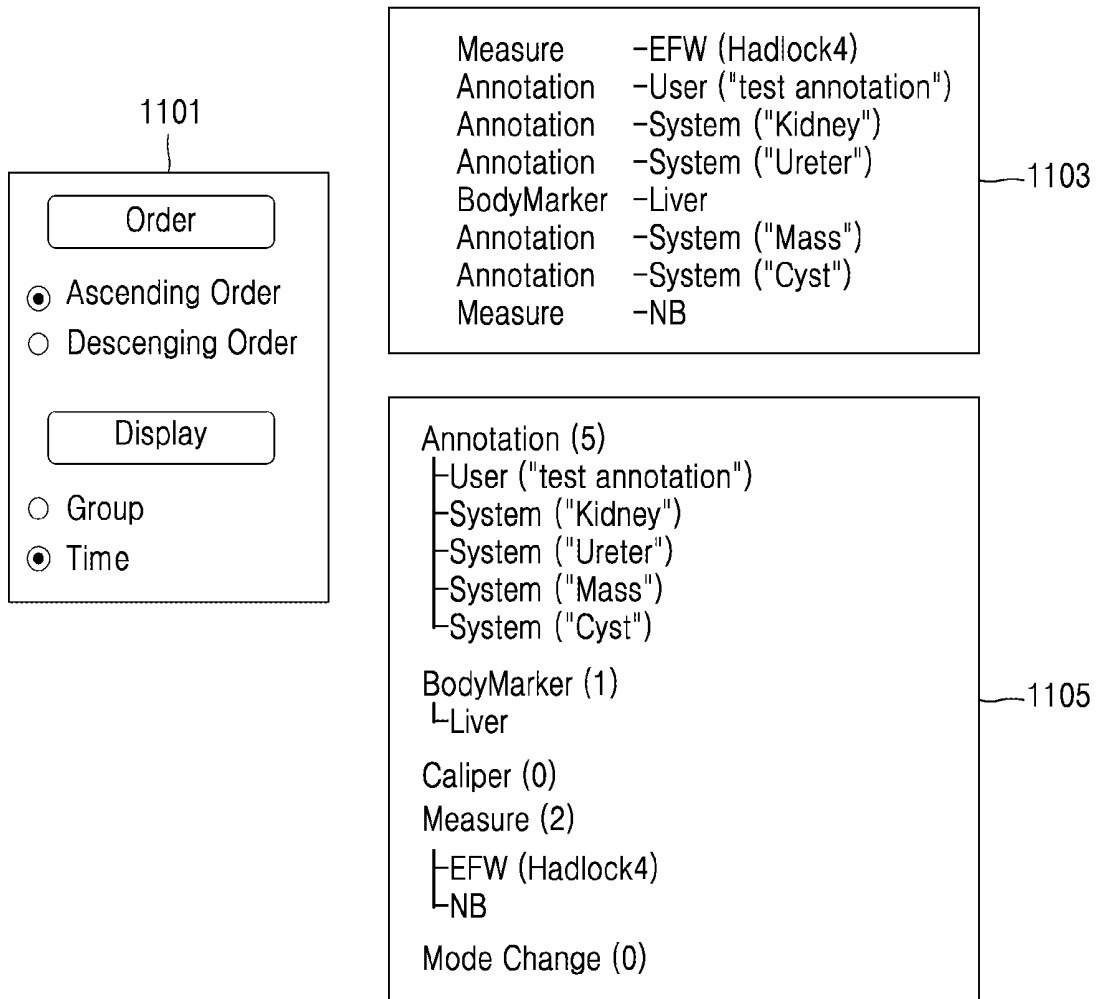 1101
Order
Ascending Order
Descenging Order
Display
Group
Time
Measure -EFW (Hadlock4)
Annotation -User ("test annotation")
Annotation -System ("Kidney")
Annotation -System ("Ureter")
BodyMarker -Liver
Annotation -System ("Mass")
Annotation -System ("Cyst")
Measure -NB
1103
Annotation (5)
User ("test annotation")
System ("Kidney")
System ("Ureter")
System ("Mass")
System ("Cyst")
BodyMarker (1)
Liver
Caliper (0)
Measure (2)
EFW (Hadlock4)
NB
Mode Change (0)
1105